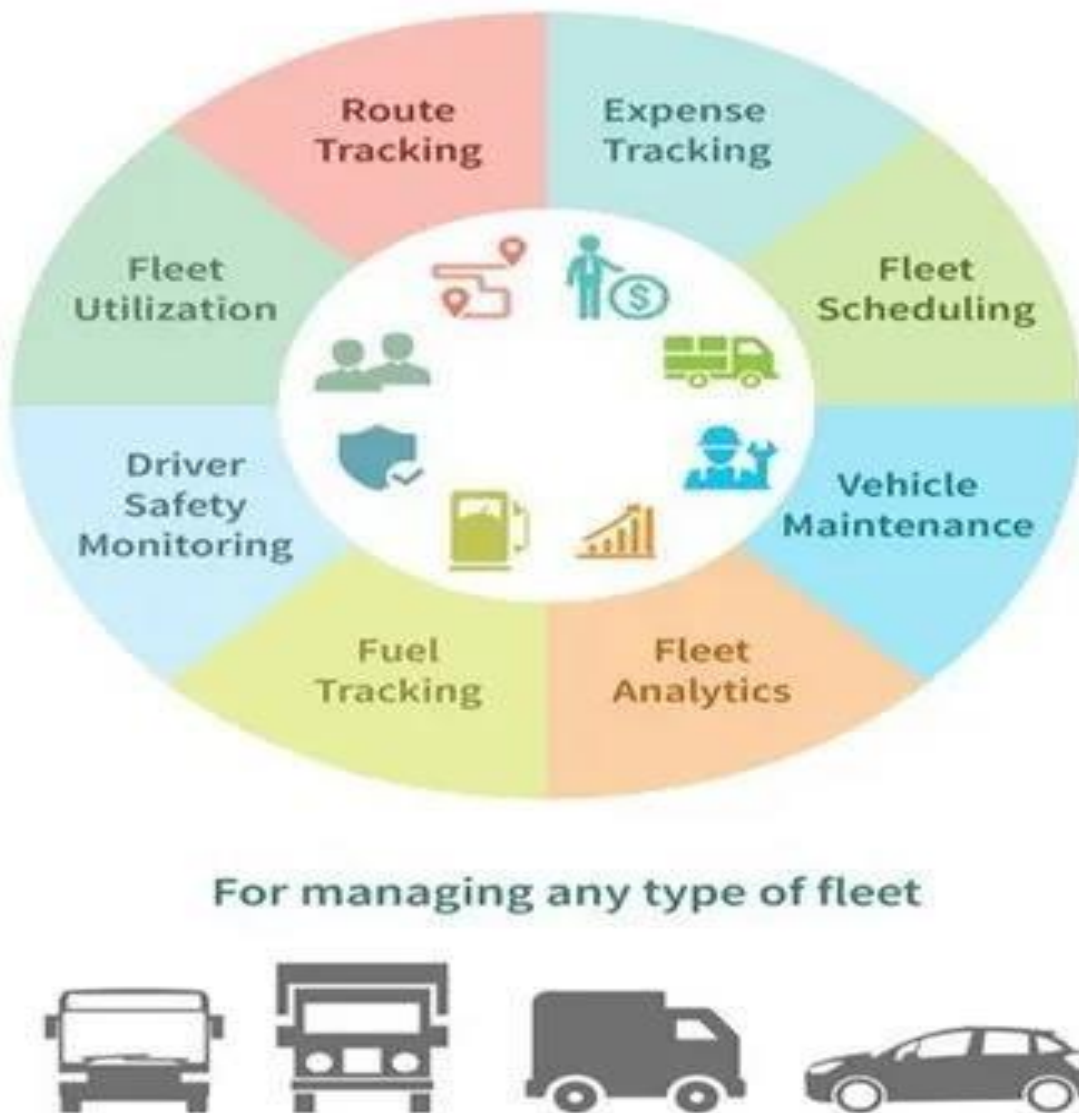 Route
Tracking
Expense
Tracking
Fleet
Scheduling
Vehicle
Maintenance
Fleet
Analytics
Fuel
Tracking
Driver
Safety
Monitoring
Fleet
Utilization
$
For managing any type of fleet